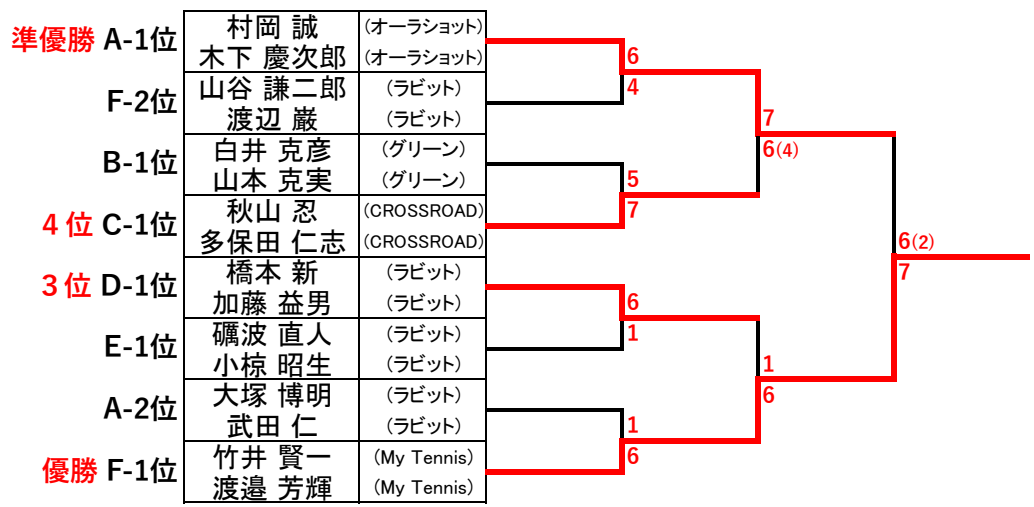 準優勝 A-1位 村岡 誠 (オーラショット)
木下 慶次郎 (オーラショット)
6
F-2位 山谷 謙二郎 (ラビット)
4
渡辺 巌 (ラビット)
7
B-1位 白井 克彦 (グリーン)
6(4)
山本 克実 (グリーン)
5
4位 C-1位 秋山 忍 (CROSSROAD)
7
多保田 仁志 (CROSSROAD)
6(2)
3位 D-1位 橋本 新 (ラビット)
7
加藤 益男 (ラビット)
6
E-1位 礪波 直人 (ラビット)
1
小椋 昭生 (ラビット)
1
A-2位 大塚 博明 (ラビット)
6
武田 仁 (ラビット)
1
優勝 F-1位 竹井 賢一 (My Tennis)
6
渡邉 芳輝 (My Tennis)